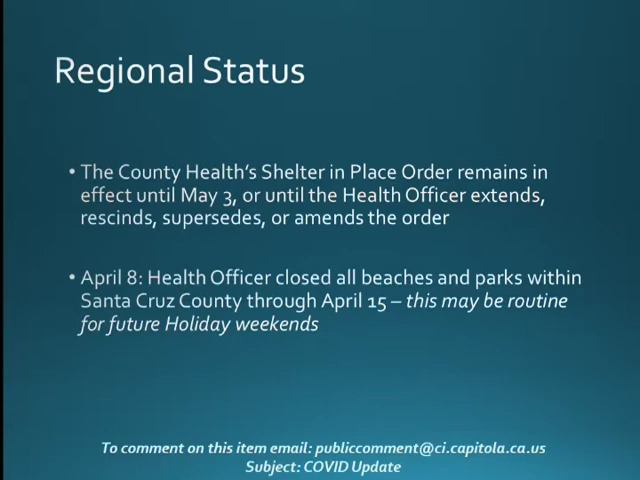 Regional Status
• The County Health's Shelter in Place Order remains in
effect until May 3, or until the Health Officer extends,
rescinds, supersedes, or amends the order
• April 8: Health Officer closed all beaches and parks within
Santa Cruz County through April 15 – this may be routine
for future Holiday weekends
To comment on this item email: publiccomment@ci.capitola.ca.us
Subject: COVID Update